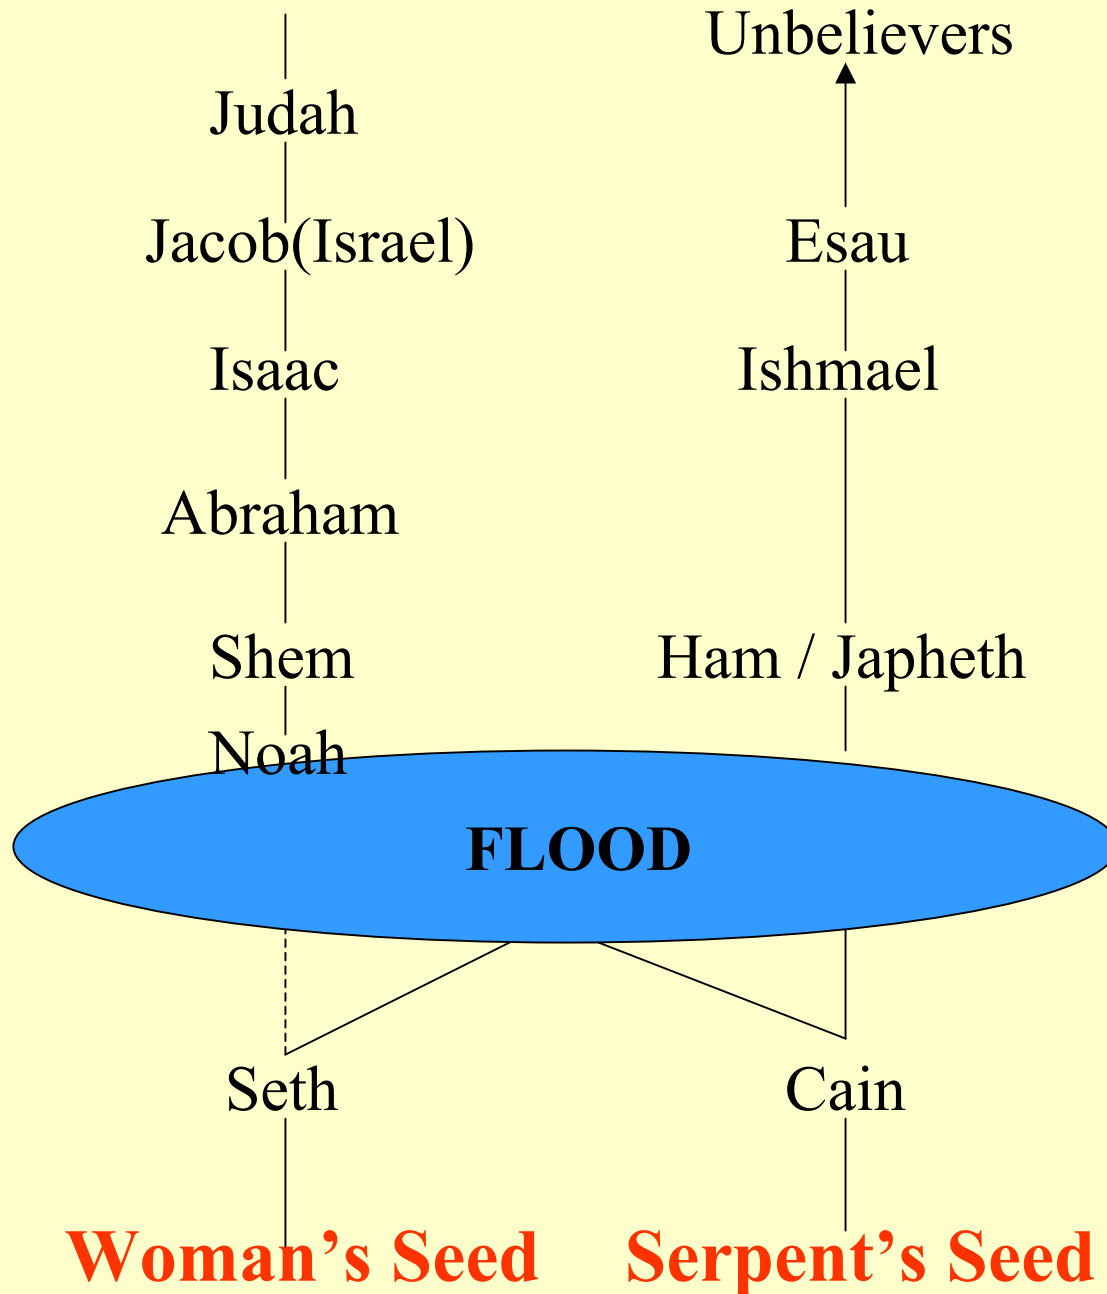 Unbelievers
Judah
Jacob(Israel)
Esau
Isaac
Ishmael
Abraham
Shem
Ham / Japheth
Noah
FLOOD
Seth
Cain
Woman’s Seed
Serpent’s Seed